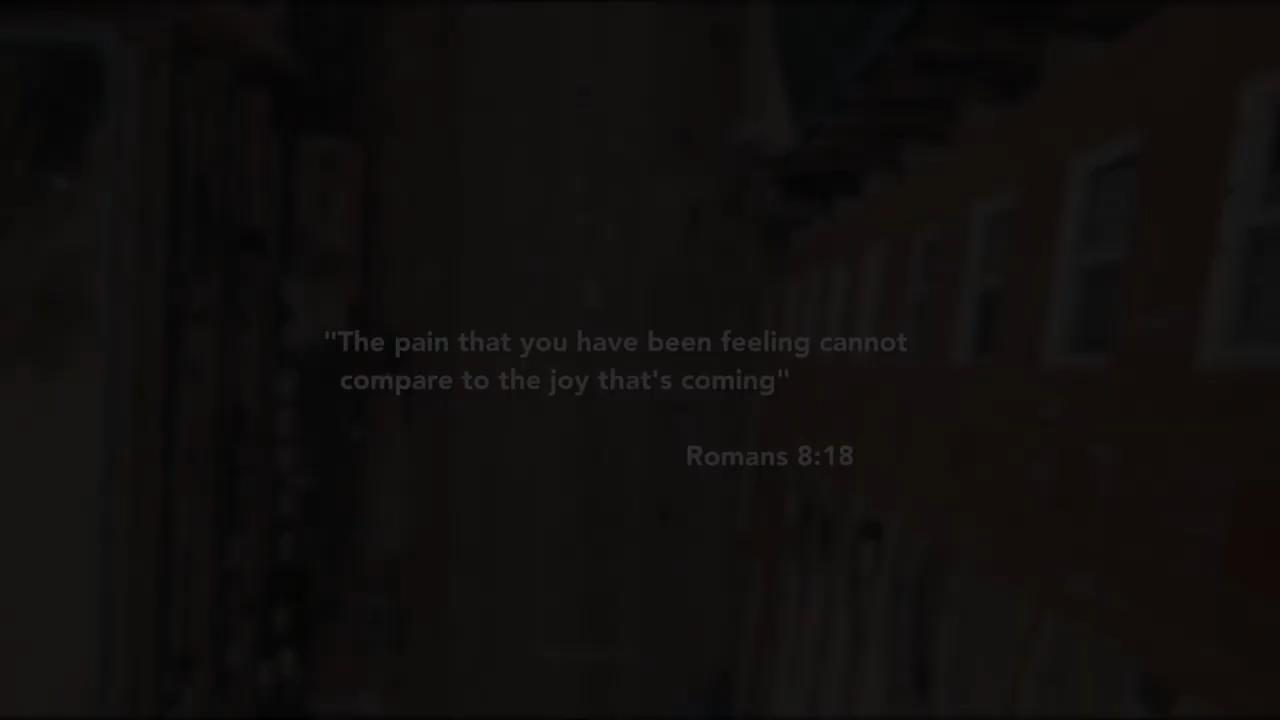 "The pain that you have been feeling cannot
compare to the joy that's coming"
Romans 8:18